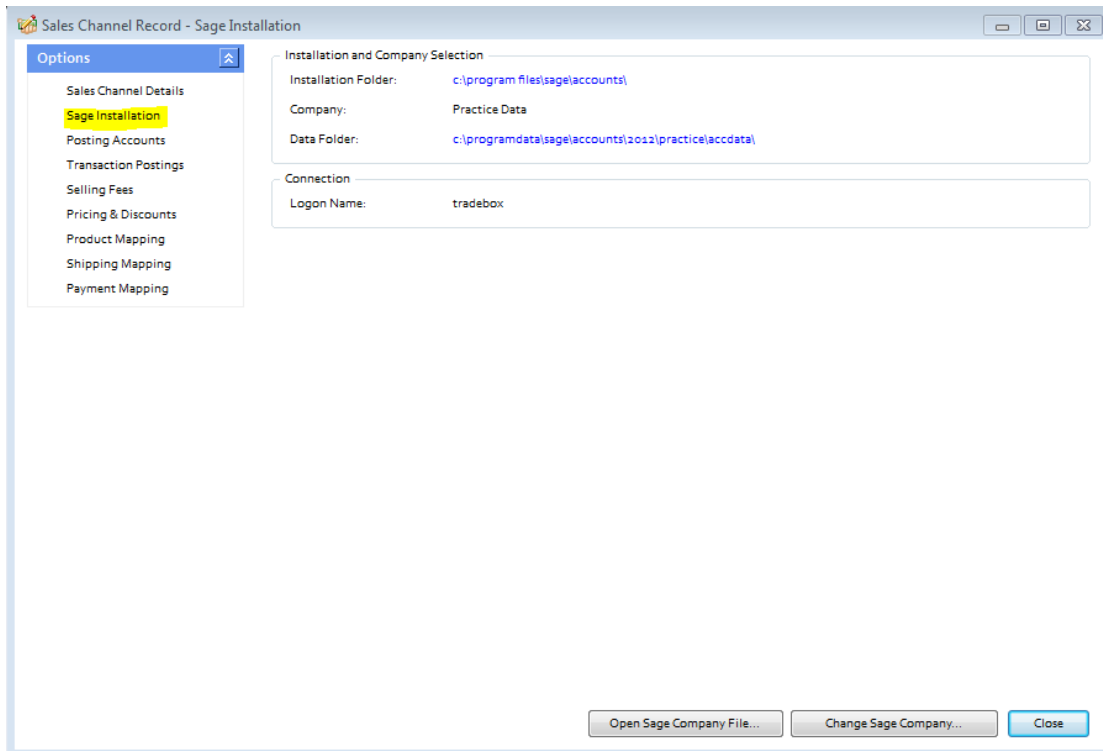 Sales Channel Record - Sage Installation
Options
Sales Channel Details
Sage Installation
Posting Accounts
Transaction Postings
Selling Fees
Pricing & Discounts
Product Mapping
Shipping Mapping
Payment Mapping
Installation and Company Selection
Installation Folder: c:\program files\sage\accounts\
Company: Practice Data
Data Folder: c:\programdata\sage\accounts\2012\practice\accdata\
Connection
Logon Name: tradebox
Open Sage Company File... Change Sage Company... Close